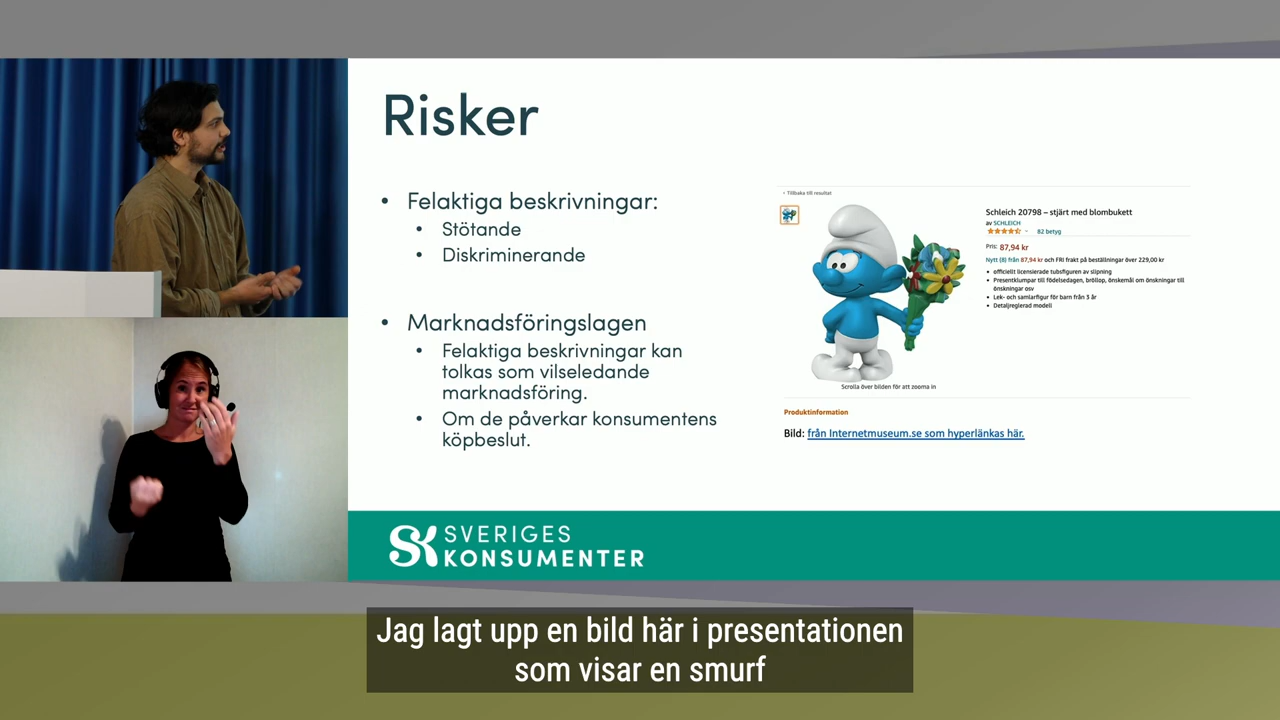 Risker
• Felaktiga beskrivningar:
• Stötande
• Diskriminerande
• Marknadsföringslagen
• Felaktiga beskrivningar kan
tolkas som vilseledande
marknadsföring.
• Om de påverkar konsumentens
köpbeslut.
‹ Tillbaka till resultat
Schleich 20798 – stjärt med blombukett
av SCHLEICH
82 betyg
Pris: 87,94 kr
Nytt (8) från 87,94 kr och FRI frakt på beställningar över 229,00 kr
• officiellt licensierade tubsfiguren av slipning
• Presentklumpar till födelsedagen, bröllop, önskemål om önskningar till
önskningar osv
• Lek- och samlarfigur för barn från 3 år
• Detaljreglerad modell
Scrolla över bilden för att zooma in
Produktinformation
Bild: från Internetmuseum.se som hyperlänkas här.
SK SVERIGES
KONSUMENTER
Jag lagt upp en bild här i presentationen
som visar en smurf